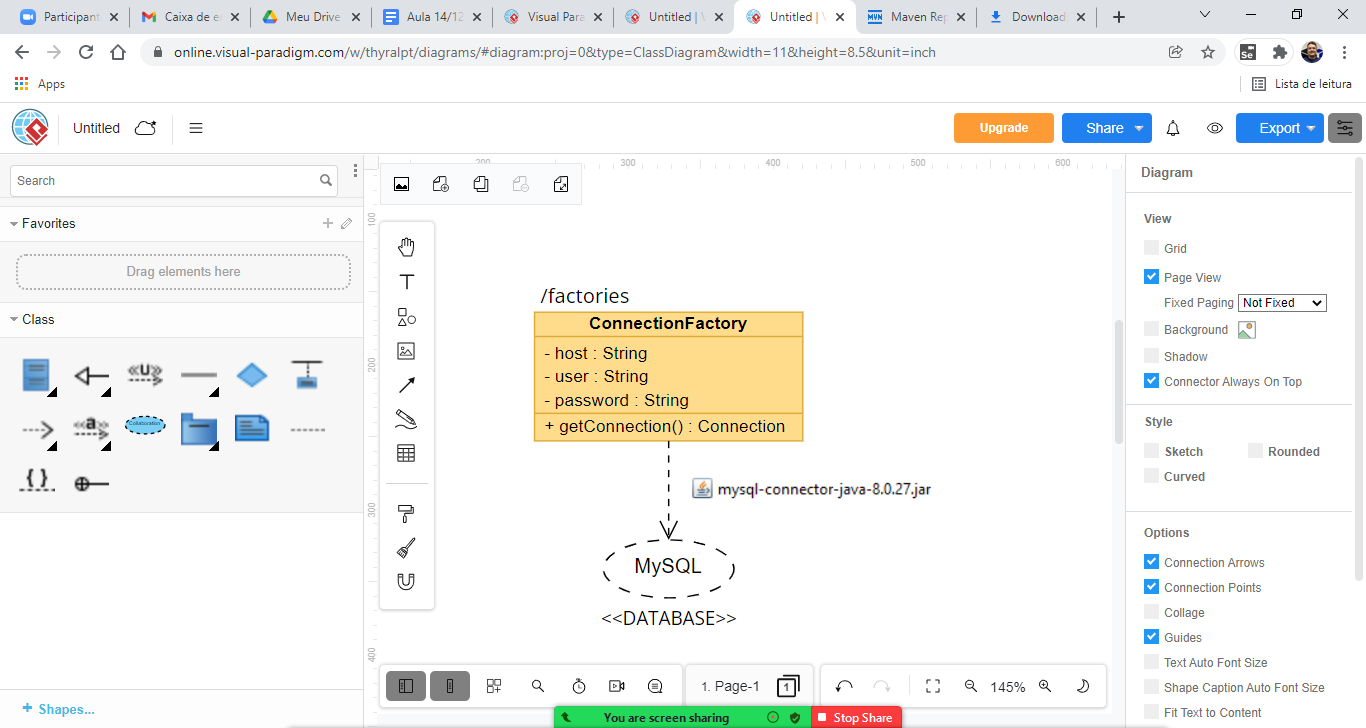 Participant
Caixa de e
Meu Drive
Aula 14/12
Visual Para
Untitled | V
Untitled | V
Maven Rep
Download
online.visual-paradigm.com/w/thyralpt/diagrams/#diagram:proj=0&type=ClassDiagram&width=11&height=8.5&unit=inch
Se
Apps
Lista de leitura
Untitled
Upgrade
Share
Export
Search
Favorites
Drag elements here
Class
<<U>>
<<a>>
Collaboration
{ }
Shapes...
200
300
400
500
600
100
200
300
400
T
/factories
ConnectionFactory
- host : String
- user : String
- password : String
+ getConnection() : Connection
mysql-connector-java-8.0.27.jar
MySQL
<<DATABASE>>
1. Page-1
1
145%
You are screen sharing
Stop Share
Diagram
View
Grid
Page View
Fixed Paging
Not Fixed
Background
Shadow
Connector Always On Top
Style
Sketch
Rounded
Curved
Options
Connection Arrows
Connection Points
Collage
Guides
Text Auto Font Size
Shape Caption Auto Font Size
Fit Text to Content